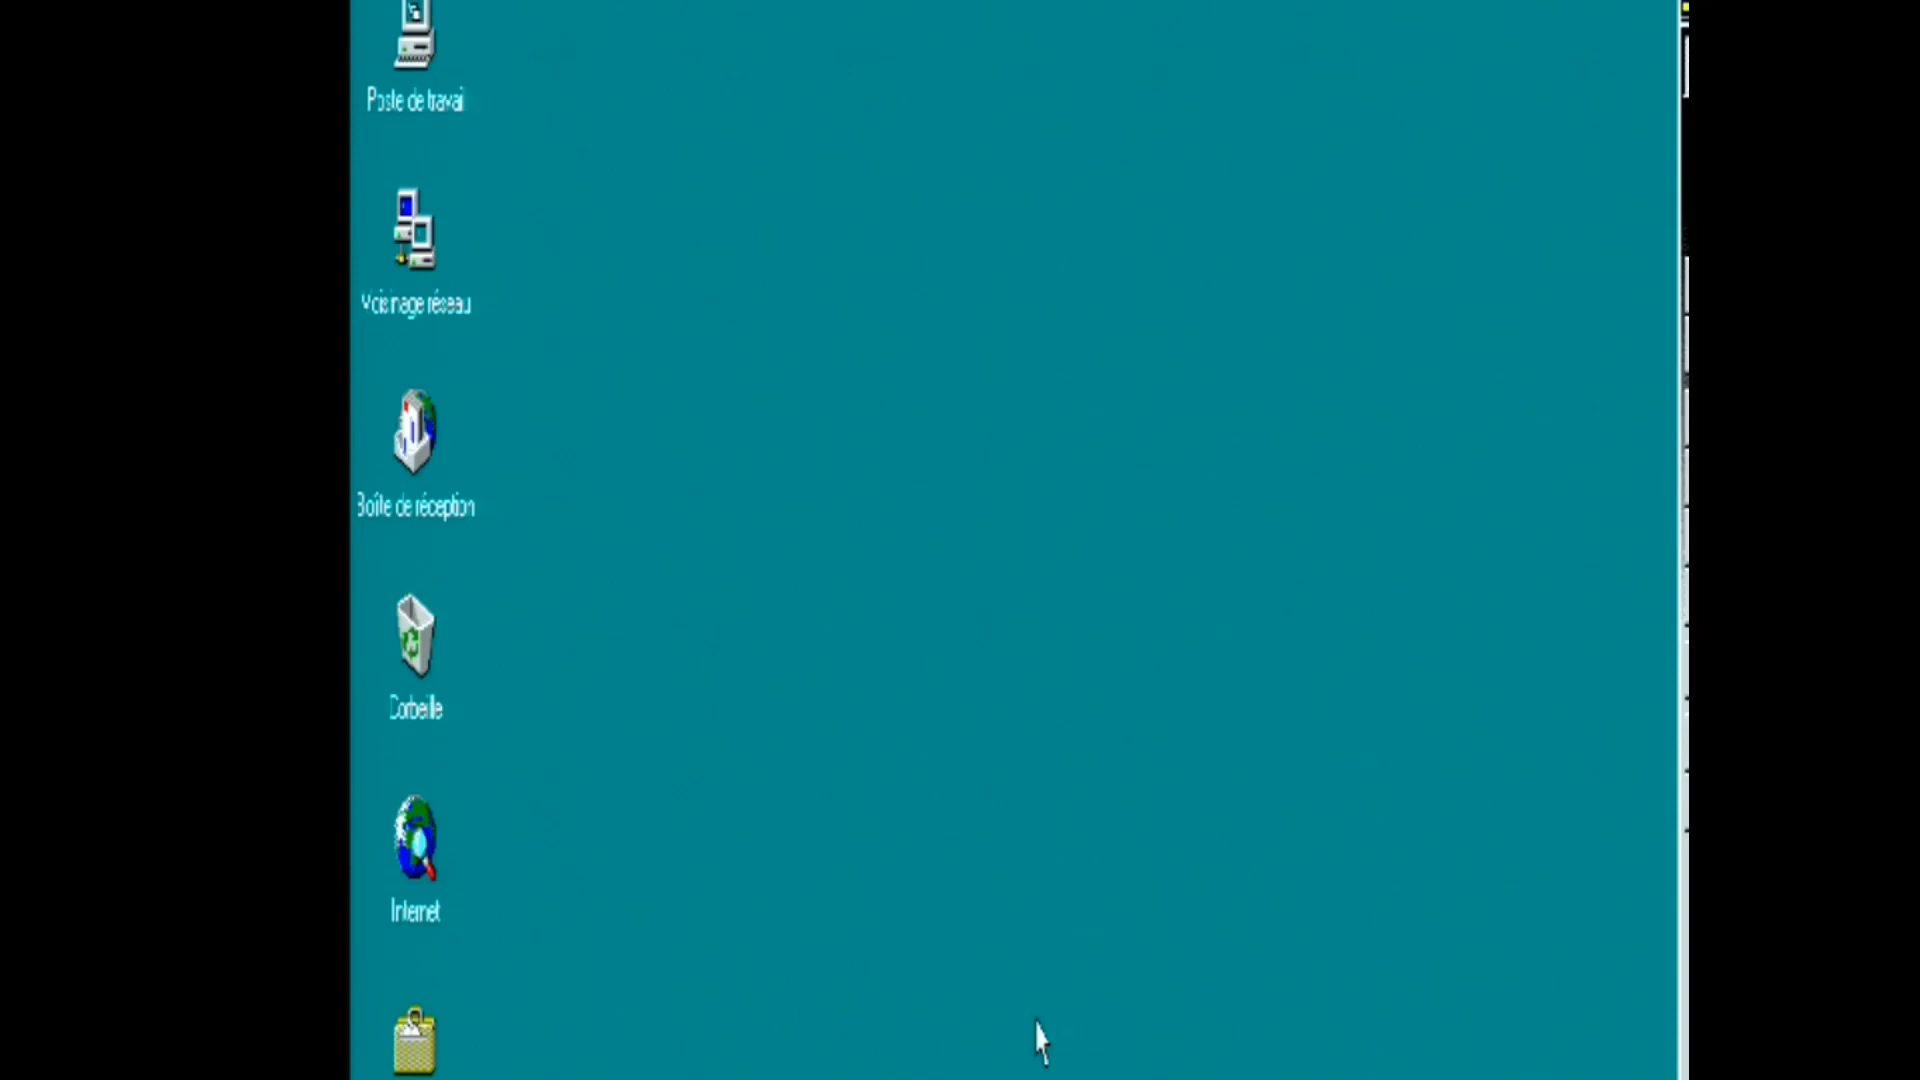 Poste de travail
Voisinage réseau
Boîte de réception
Corbeille
Internet